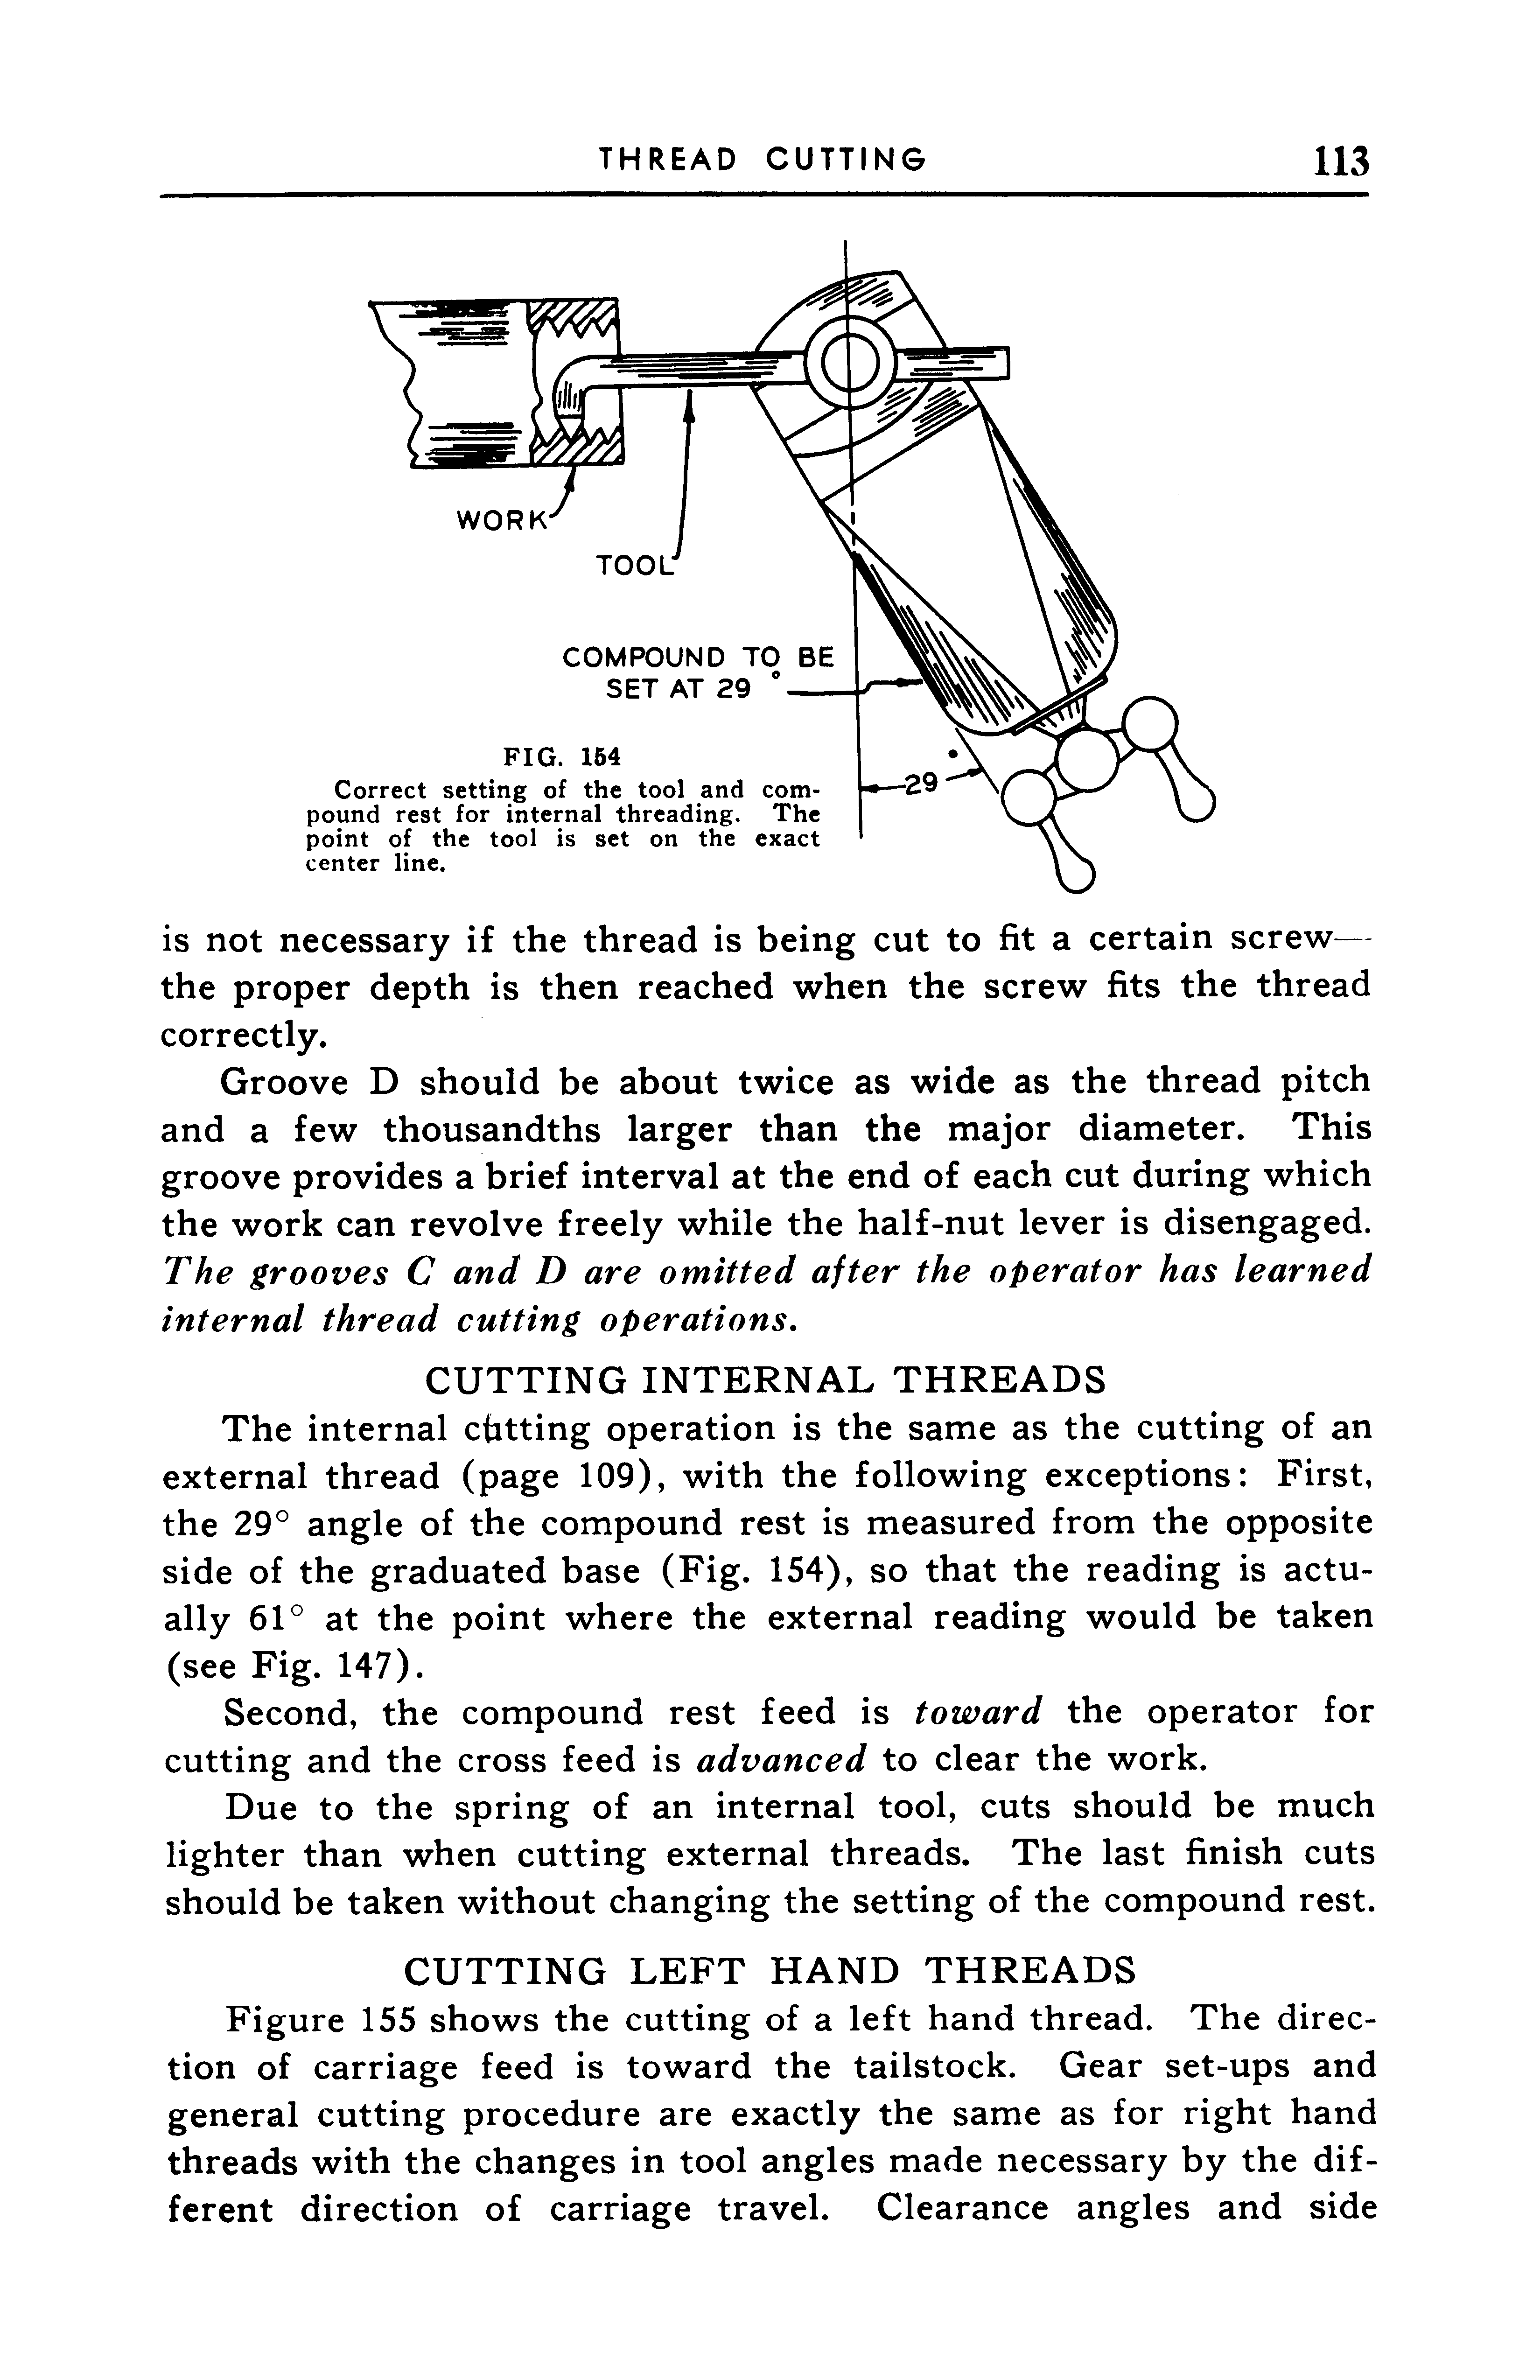 THREAD CUTTING 113
WORK
TOOL
COMPOUND TO BE
SET AT 29 °
29°
FIG. 154
Correct setting of the tool and com-
pound rest for internal threading. The
point of the tool is set on the exact
center line.
is not necessary if the thread is being cut to fit a certain screw—
the proper depth is then reached when the screw fits the thread
correctly.
Groove D should be about twice as wide as the thread pitch
and a few thousandths larger than the major diameter. This
groove provides a brief interval at the end of each cut during which
the work can revolve freely while the half-nut lever is disengaged.
The grooves C and D are omitted after the operator has learned
internal thread cutting operations.
CUTTING INTERNAL THREADS
The internal cutting operation is the same as the cutting of an
external thread (page 109), with the following exceptions: First,
the 29° angle of the compound rest is measured from the opposite
side of the graduated base (Fig. 154), so that the reading is actu-
ally 61° at the point where the external reading would be taken
(see Fig. 147).
Second, the compound rest feed is toward the operator for
cutting and the cross feed is advanced to clear the work.
Due to the spring of an internal tool, cuts should be much
lighter than when cutting external threads. The last finish cuts
should be taken without changing the setting of the compound rest.
CUTTING LEFT HAND THREADS
Figure 155 shows the cutting of a left hand thread. The direc-
tion of carriage feed is toward the tailstock. Gear set-ups and
general cutting procedure are exactly the same as for right hand
threads with the changes in tool angles made necessary by the dif-
ferent direction of carriage travel. Clearance angles and side